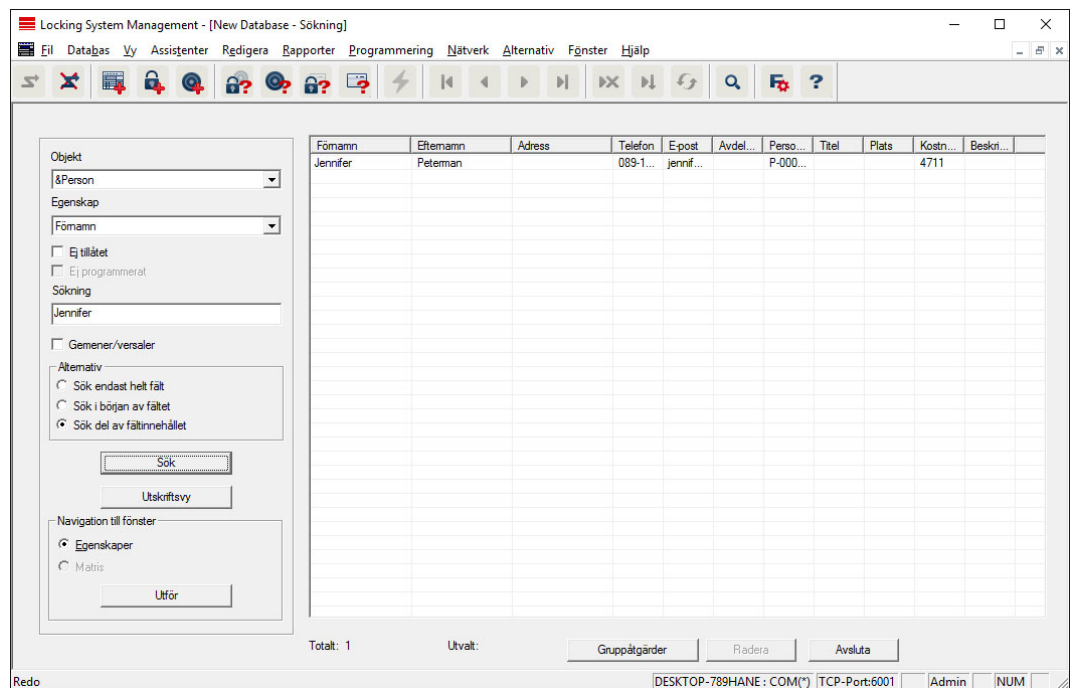 Locking System Management - [New Database - Sökning]
Fil Databas Vy Assistenter Redigera Rapporter Programmering Nätverk Alternativ Fönster Hjälp
Objekt
&Person
Egenskap
Förnamn
Ej tillåtet
Ej programmerat
Sökning
Jennifer
Gemener/versaler
Alternativ
Sök endast helt fält
Sök i början av fältet
Sök del av fältinnehållet
Sök
Utskriftsvy
Navigation till fönster
Egenskaper
Matris
Utför
Förnamn Efternamn Adress Telefon E-post Avdel... Perso... Titel Plats Kostn... Beskri...
Jennifer Peterman 089-1... jennif... P-000... 4711
Totalt: 1 Utvalt:
Gruppåtgärder Radera Avsluta
Redo DESKTOP-789HANE : COM(*) TCP-Port:6001 Admin NUM